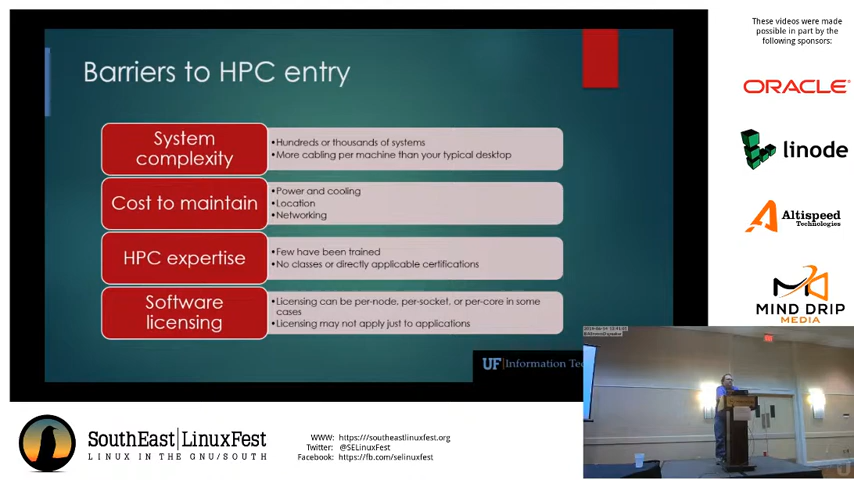 Barriers to HPC entry
System
complexity
•Hundreds or thousands of systems
•More cabling per machine than your typical desktop
Cost to maintain
•Power and cooling
•Location
•Networking
HPC expertise
•Few have been trained
•No classes or directly applicable certifications
Software
licensing
•Licensing can be per-node, per-socket, or per-core in some
cases
•Licensing may not apply just to applications
UF Information Tec
These videos were made
possible in part by the
following sponsors:
ORACLE
linode
Altispeed
Technologies
MIND DRIP
MEDIA
SouthEast|LinuxFest
LINUX IN THE GNU/SOUTH
WWW: https://southeastlinuxfest.org
Twitter: @SELinuxFest
Facebook: https://fb.com/selinuxfest